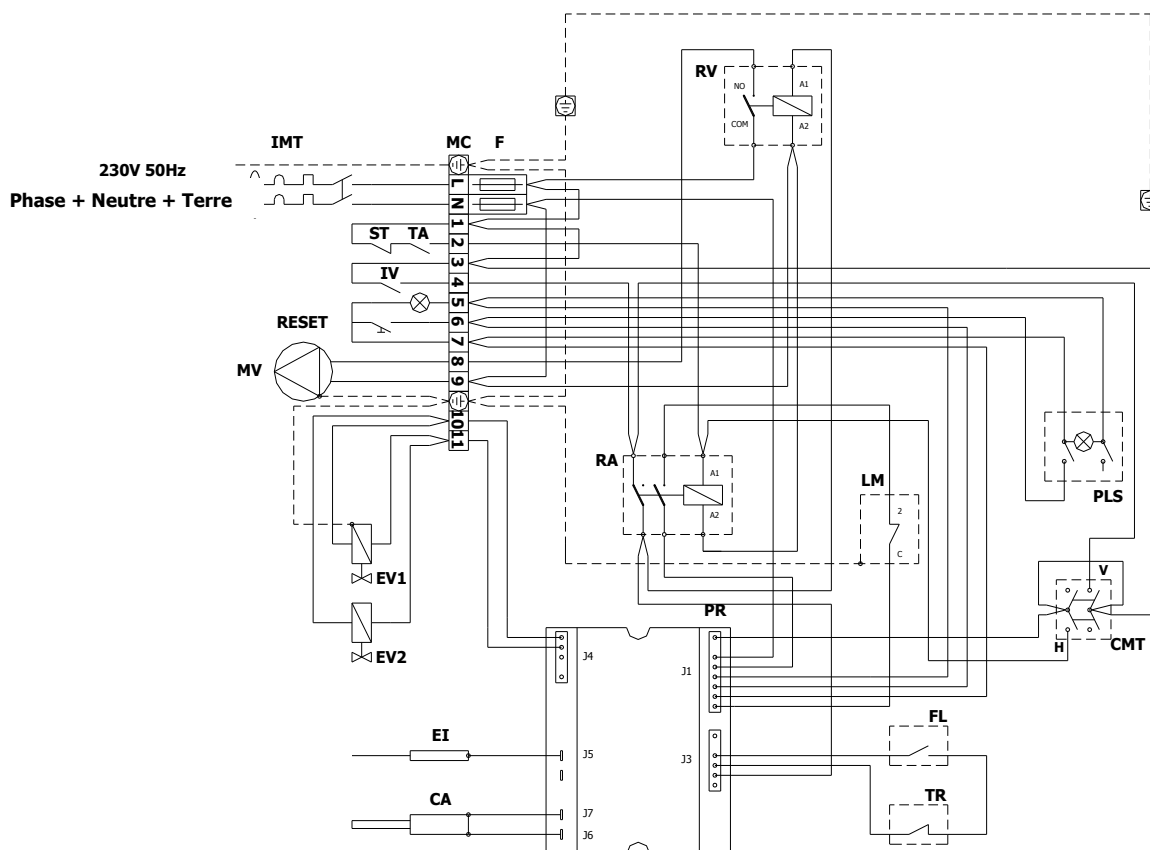 RV
NO
A1
COM
A2
IMT
MC
F
230V 50Hz
Phase + Neutre + Terre
L
N
1
2
3
4
5
6
7
8
9
10
11
ST
TA
IV
RESET
MV
RA
A1
A2
LM
2
C
PLS
V
H
CMT
EV1
EV2
PR
J4
J1
EI
J5
J3
FL
CA
J7
J6
TR